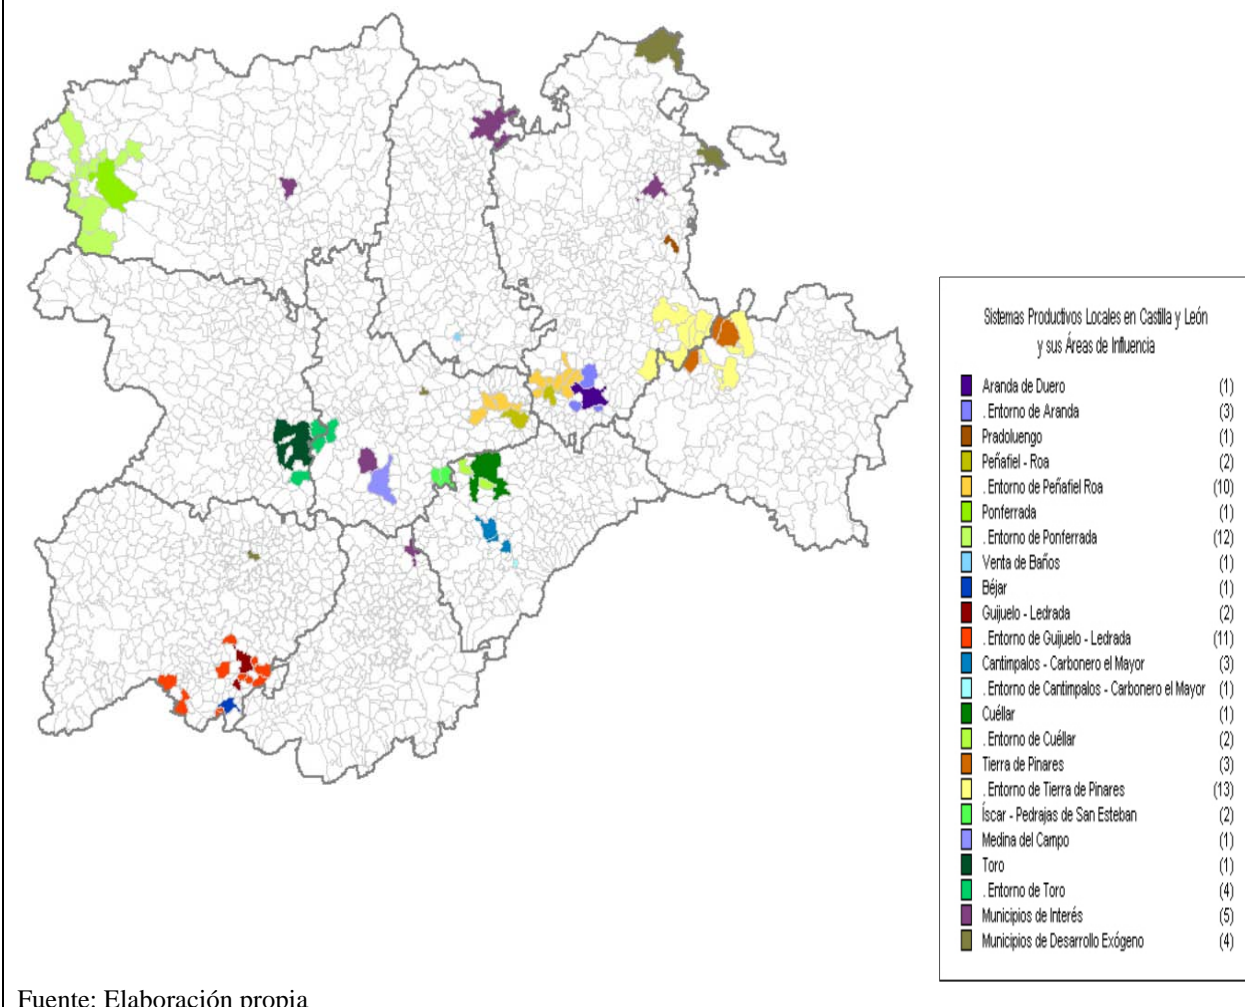 Sistemas Productivos Locales en Castilla y León
y sus Áreas de Influencia
Aranda de Duero (1)
. Entorno de Aranda (3)
Pradoluengo (1)
Peñafiel - Roa (2)
. Entorno de Peñafiel Roa (10)
Ponferrada (1)
. Entorno de Ponferrada (12)
Venta de Baños (1)
Béjar (1)
Guijuelo - Ledrada (2)
. Entorno de Guijuelo - Ledrada (11)
Cantimpalos - Carbonero el Mayor (3)
. Entorno de Cantimpalos - Carbonero el Mayor (1)
Cuéllar (1)
. Entorno de Cuéllar (2)
Tierra de Pinares (3)
. Entorno de Tierra de Pinares (13)
Íscar - Pedrajas de San Esteban (2)
Medina del Campo (1)
Toro (1)
. Entorno de Toro (4)
Municipios de Interés (5)
Municipios de Desarrollo Exógeno (4)
Fuente: Elaboración propia